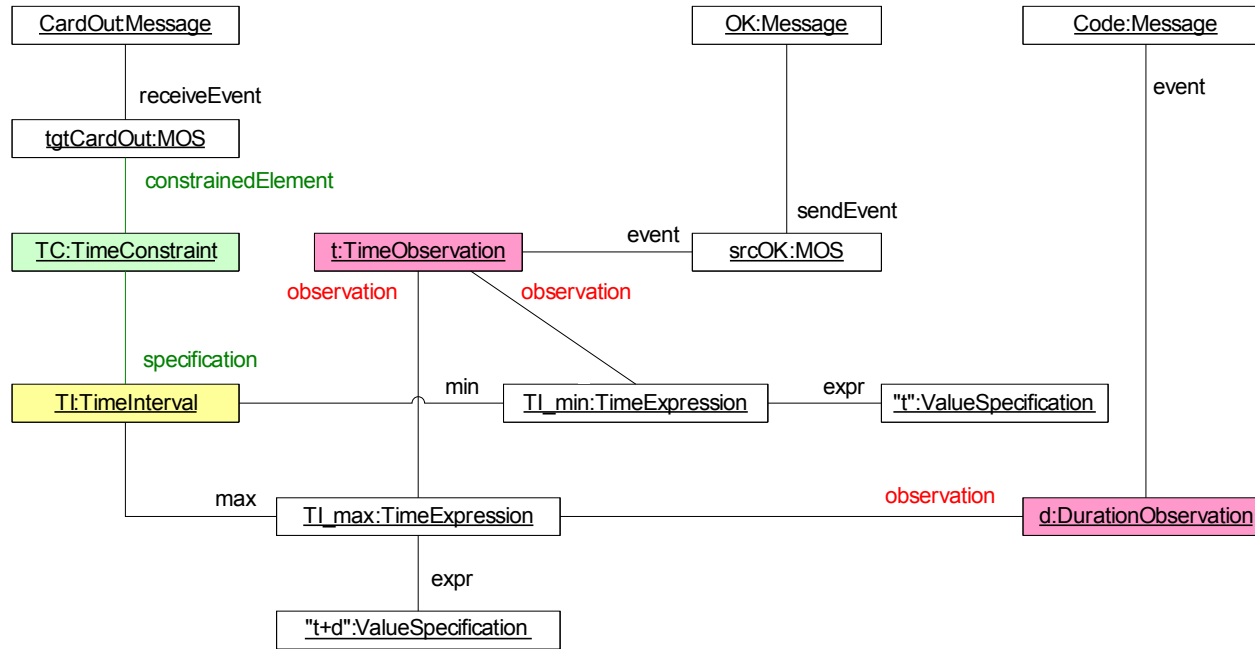 CardOut:Message
OK:Message
Code:Message
receiveEvent
event
tgtCardOut:MOS
constrainedElement
sendEvent
TC:TimeConstraint
t:TimeObservation
event
srcOK:MOS
observation
observation
specification
min
expr
TI:TimeInterval
TI_min:TimeExpression
"t":ValueSpecification
max
observation
TI_max:TimeExpression
d:DurationObservation
expr
"t+d":ValueSpecification